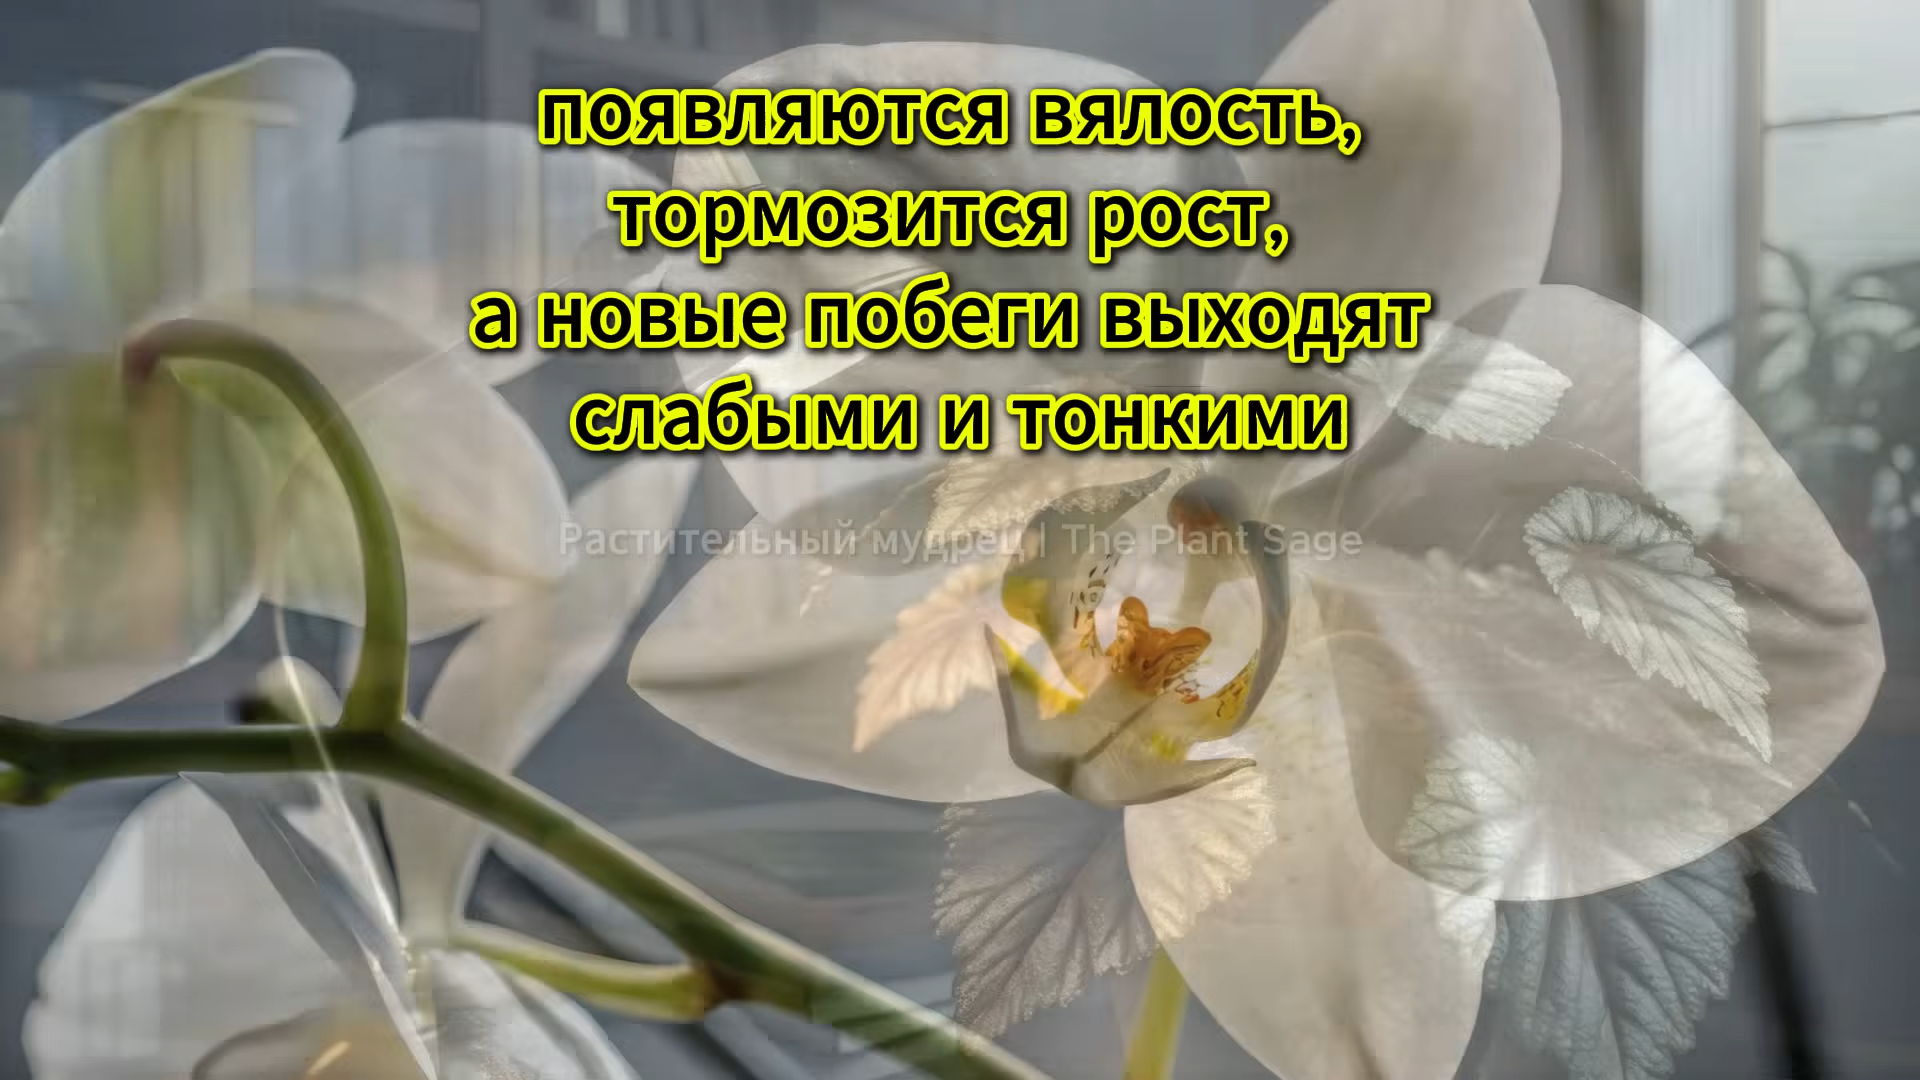 появляются вялость,
тормозится рост,
а новые побеги выходят
слабыми и тонкими
Растительный мудрец | The Plant Sage